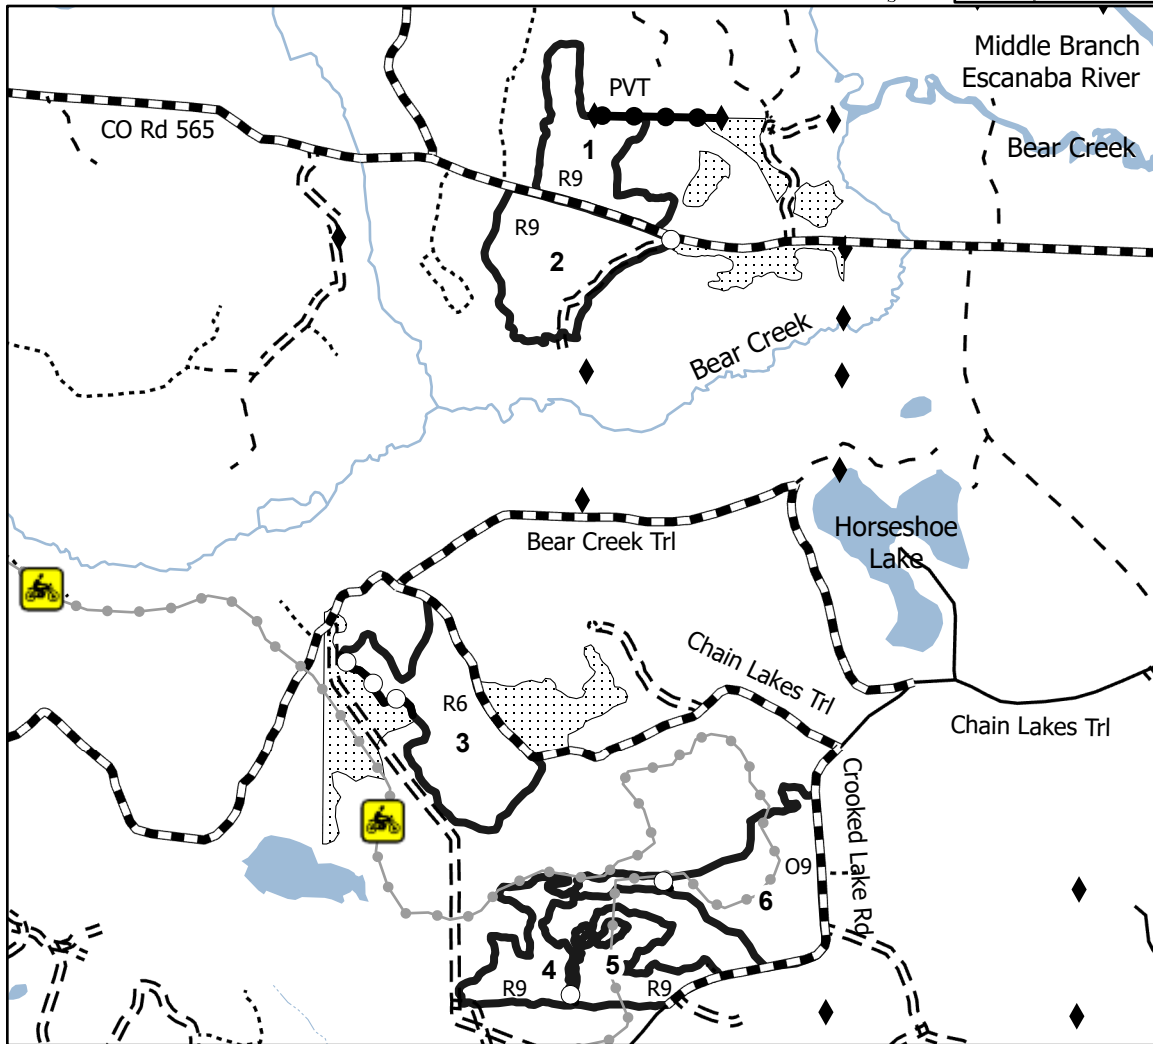 Middle Branch
Escanaba River
PVT
CO Rd 565
Bear Creek
1
R9
R9
2
Bear Creek
Horseshoe
Lake
Bear Creek Trl
Chain Lakes Trl
R6
Chain Lakes Trl
3
Crooked Lake Rd
O9
6
4
5
R9
R9